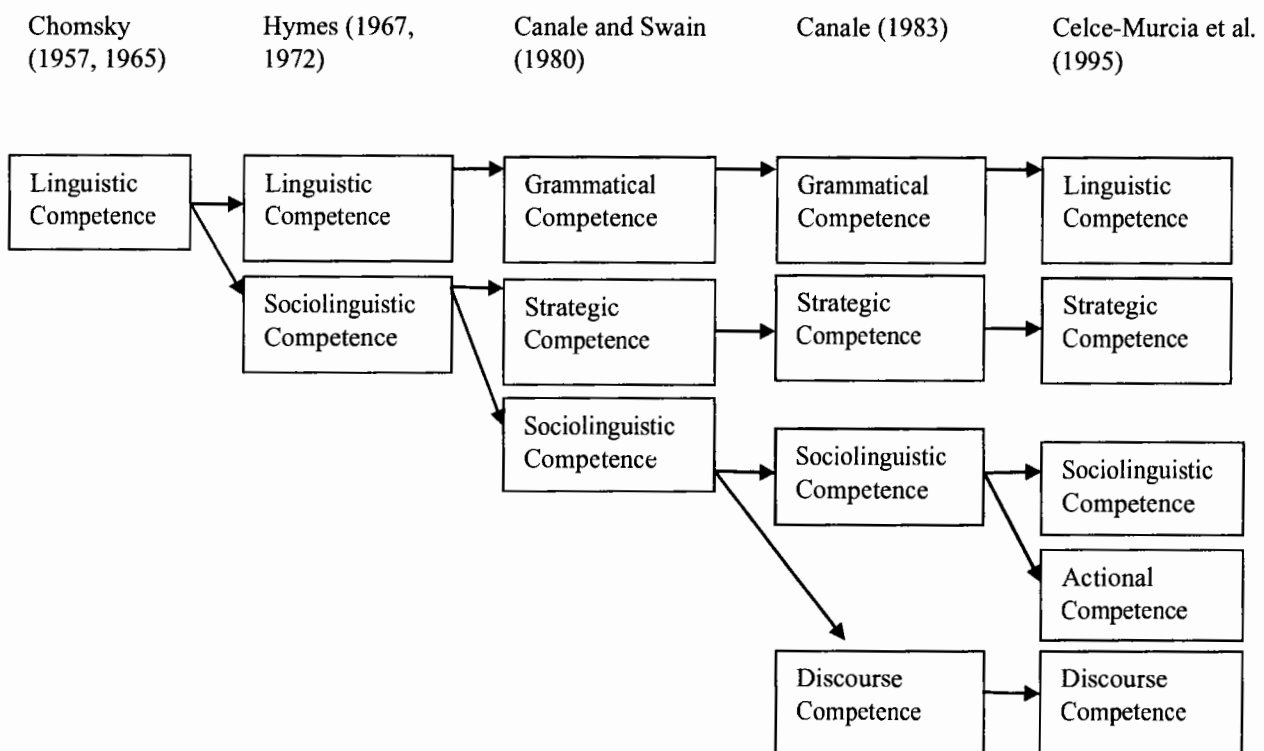 Chomsky
(1957, 1965)
Hymes (1967,
1972)
Canale and Swain
(1980)
Canale (1983)
Celce-Murcia et al.
(1995)
Linguistic
Competence
Linguistic
Competence
Grammatical
Competence
Grammatical
Competence
Linguistic
Competence
Sociolinguistic
Competence
Strategic
Competence
Strategic
Competence
Strategic
Competence
Sociolinguistic
Competence
Sociolinguistic
Competence
Sociolinguistic
Competence
Actional
Competence
Discourse
Competence
Discourse
Competence